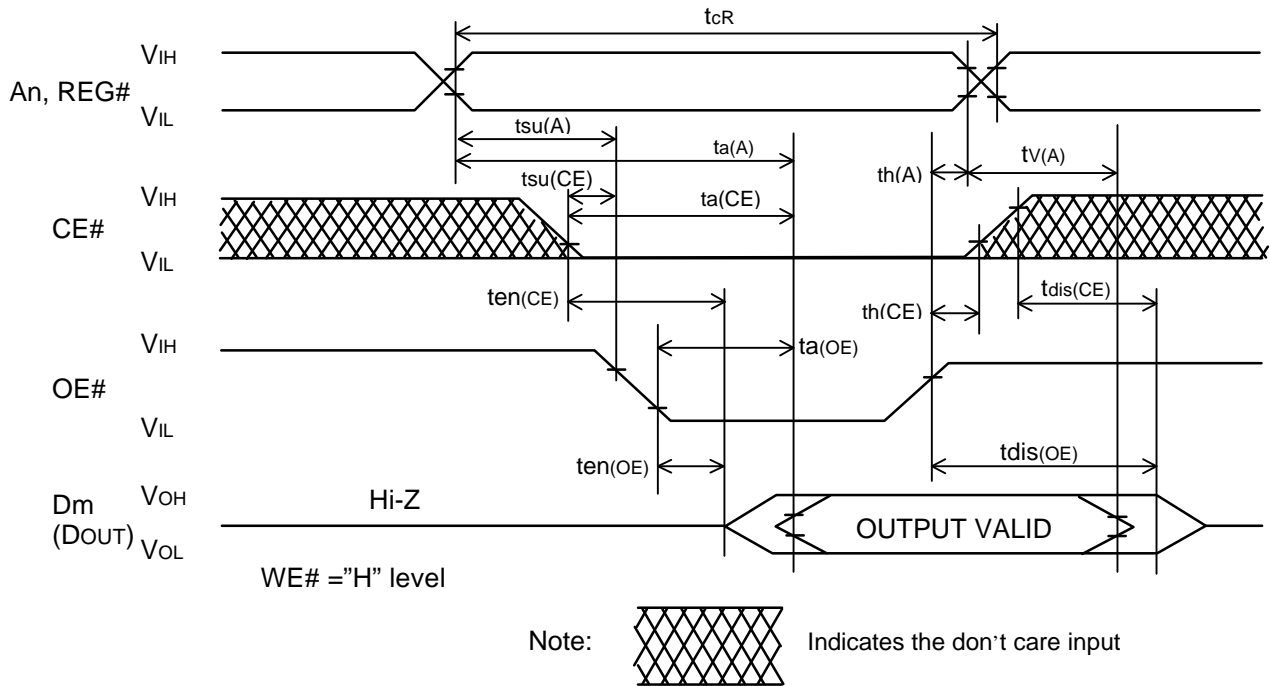 tcR
VIH
An, REG#
VIL
tsu(A)
ta(A)
th(A)
tV(A)
tsu(CE)
ta(CE)
VIH
CE#
VIL
ten(CE)
th(CE)
tdis(CE)
VIH
ta(OE)
OE#
VIL
ten(OE)
tdis(OE)
VOH
Hi-Z
Dm
(DOUT)
OUTPUT VALID
VOL
WE# =”H” level
Note:
Indicates the don’t care input